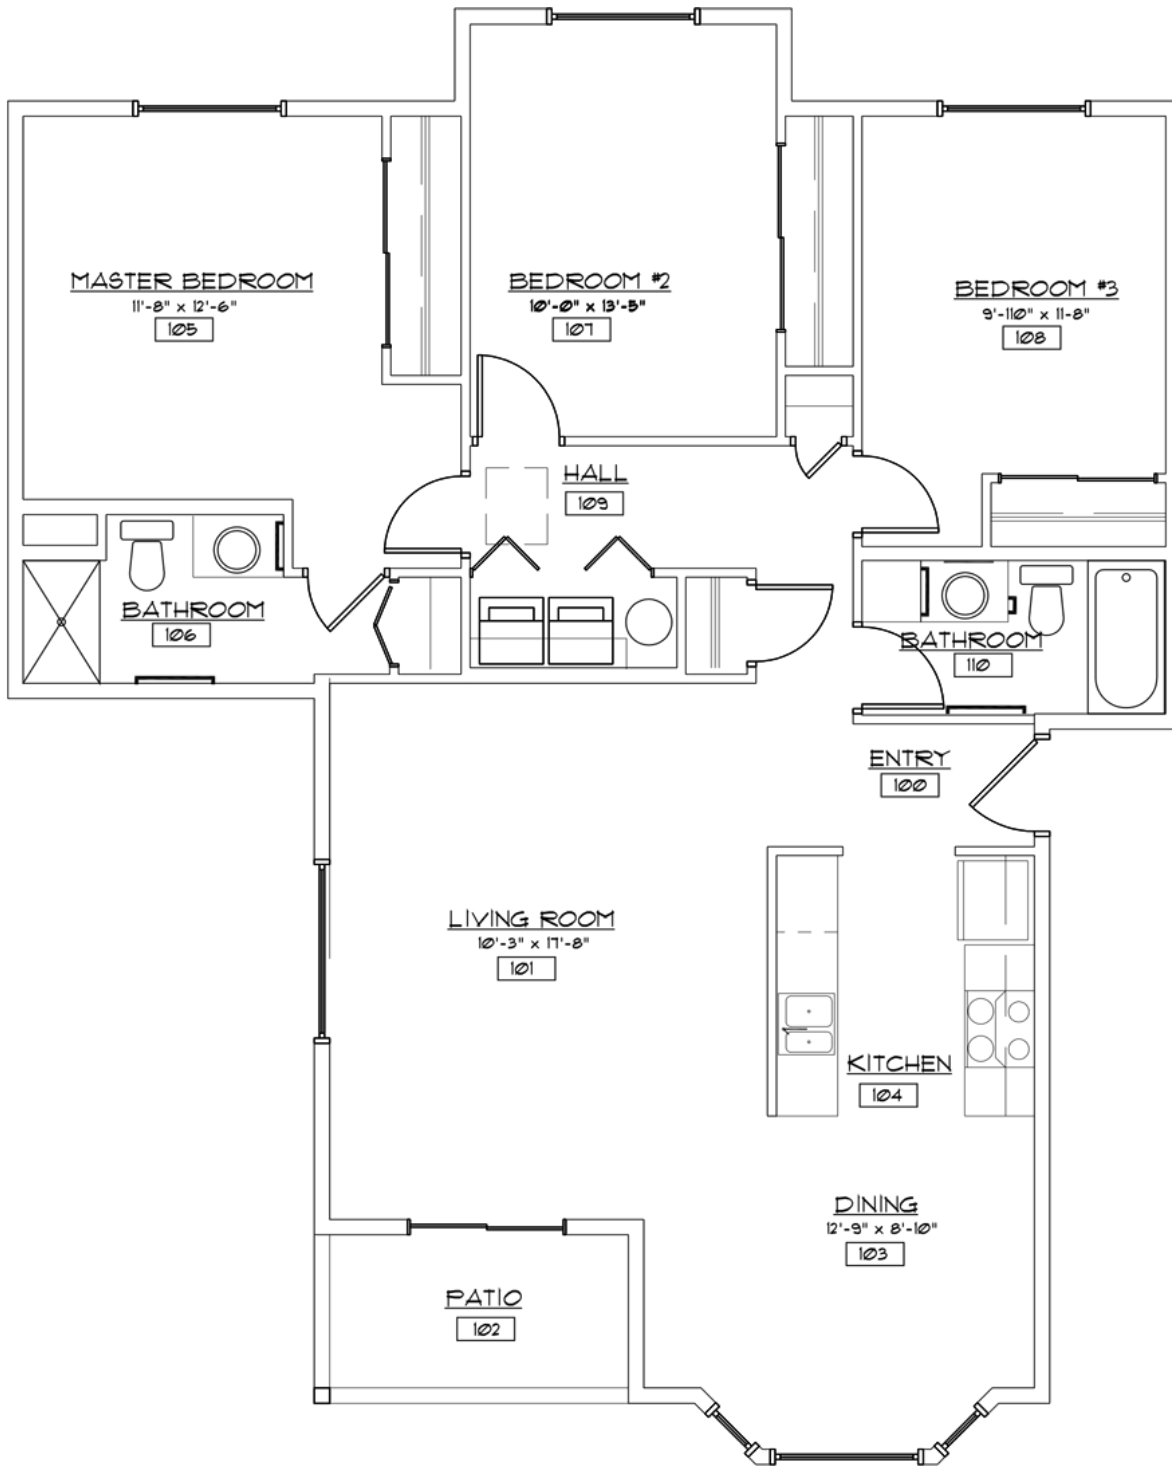 MASTER BEDROOM
11'-8" x 12'-6"
105
BEDROOM #2
10'-0" x 13'-5"
107
BEDROOM #3
9'-110" x 11-8"
108
HALL
109
BATHROOM
106
BATHROOM
110
ENTRY
100
LIVING ROOM
10'-3" x 17'-8"
101
KITCHEN
104
DINING
12'-9" x 8'-10"
103
PATIO
102